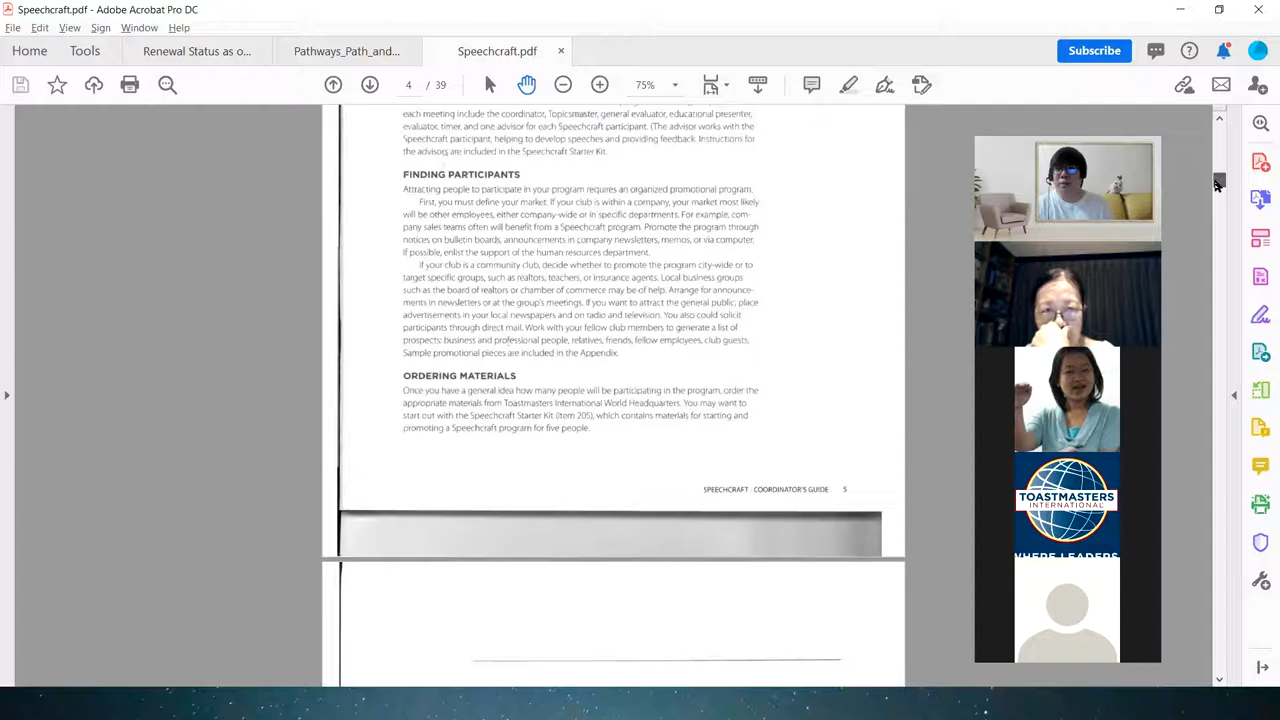 Speechcraft.pdf - Adobe Acrobat Pro DC
File Edit View Sign Window Help
Home Tools Renewal Status as o... Pathways_Path_and... Speechcraft.pdf ×
Subscribe
4 / 39 75%
each meeting include the coordinator, Topicsmaster, general evaluator, educational presenter,
evaluator, timer, and one advisor for each Speechcraft participant. (The advisor works with the
Speechcraft participant, helping to develop speeches and providing feedback. Instructions for
the advisors are included in the Speechcraft Starter Kit.
FINDING PARTICIPANTS
Attracting people to participate in your program requires an organized promotional program.
First, you must define your market. If your club is within a company, your market most likely
will be other employees, either company-wide or in specific departments. For example, com-
pany sales teams often will benefit from a Speechcraft program. Promote the program through
notices on bulletin boards, announcements in company newsletters, memos, or via computer.
If possible, enlist the support of the human resources department.
If your club is a community club, decide whether to promote the program city-wide or to
target specific groups, such as realtors, teachers, or insurance agents. Local business groups
such as the board of realtors or chamber of commerce may be of help. Arrange for announce-
ments in newsletters or at the group's meetings. If you want to attract the general public, place
advertisements in your local newspapers and on radio and television. You also could solicit
participants through direct mail. Work with your fellow club members to generate a list of
prospects: business and professional people, relatives, friends, fellow employees, club guests.
Sample promotional pieces are included in the Appendix.
ORDERING MATERIALS
Once you have a general idea how many people will be participating in the program, order the
appropriate materials from Toastmasters International World Headquarters. You may want to
start out with the Speechcraft Starter Kit (Item 205), which contains materials for starting and
promoting a Speechcraft program for five people.
SPEECHCRAFT COORDINATOR'S GUIDE 5
TOASTMASTERS
INTERNATIONAL
WHERE LEADERS